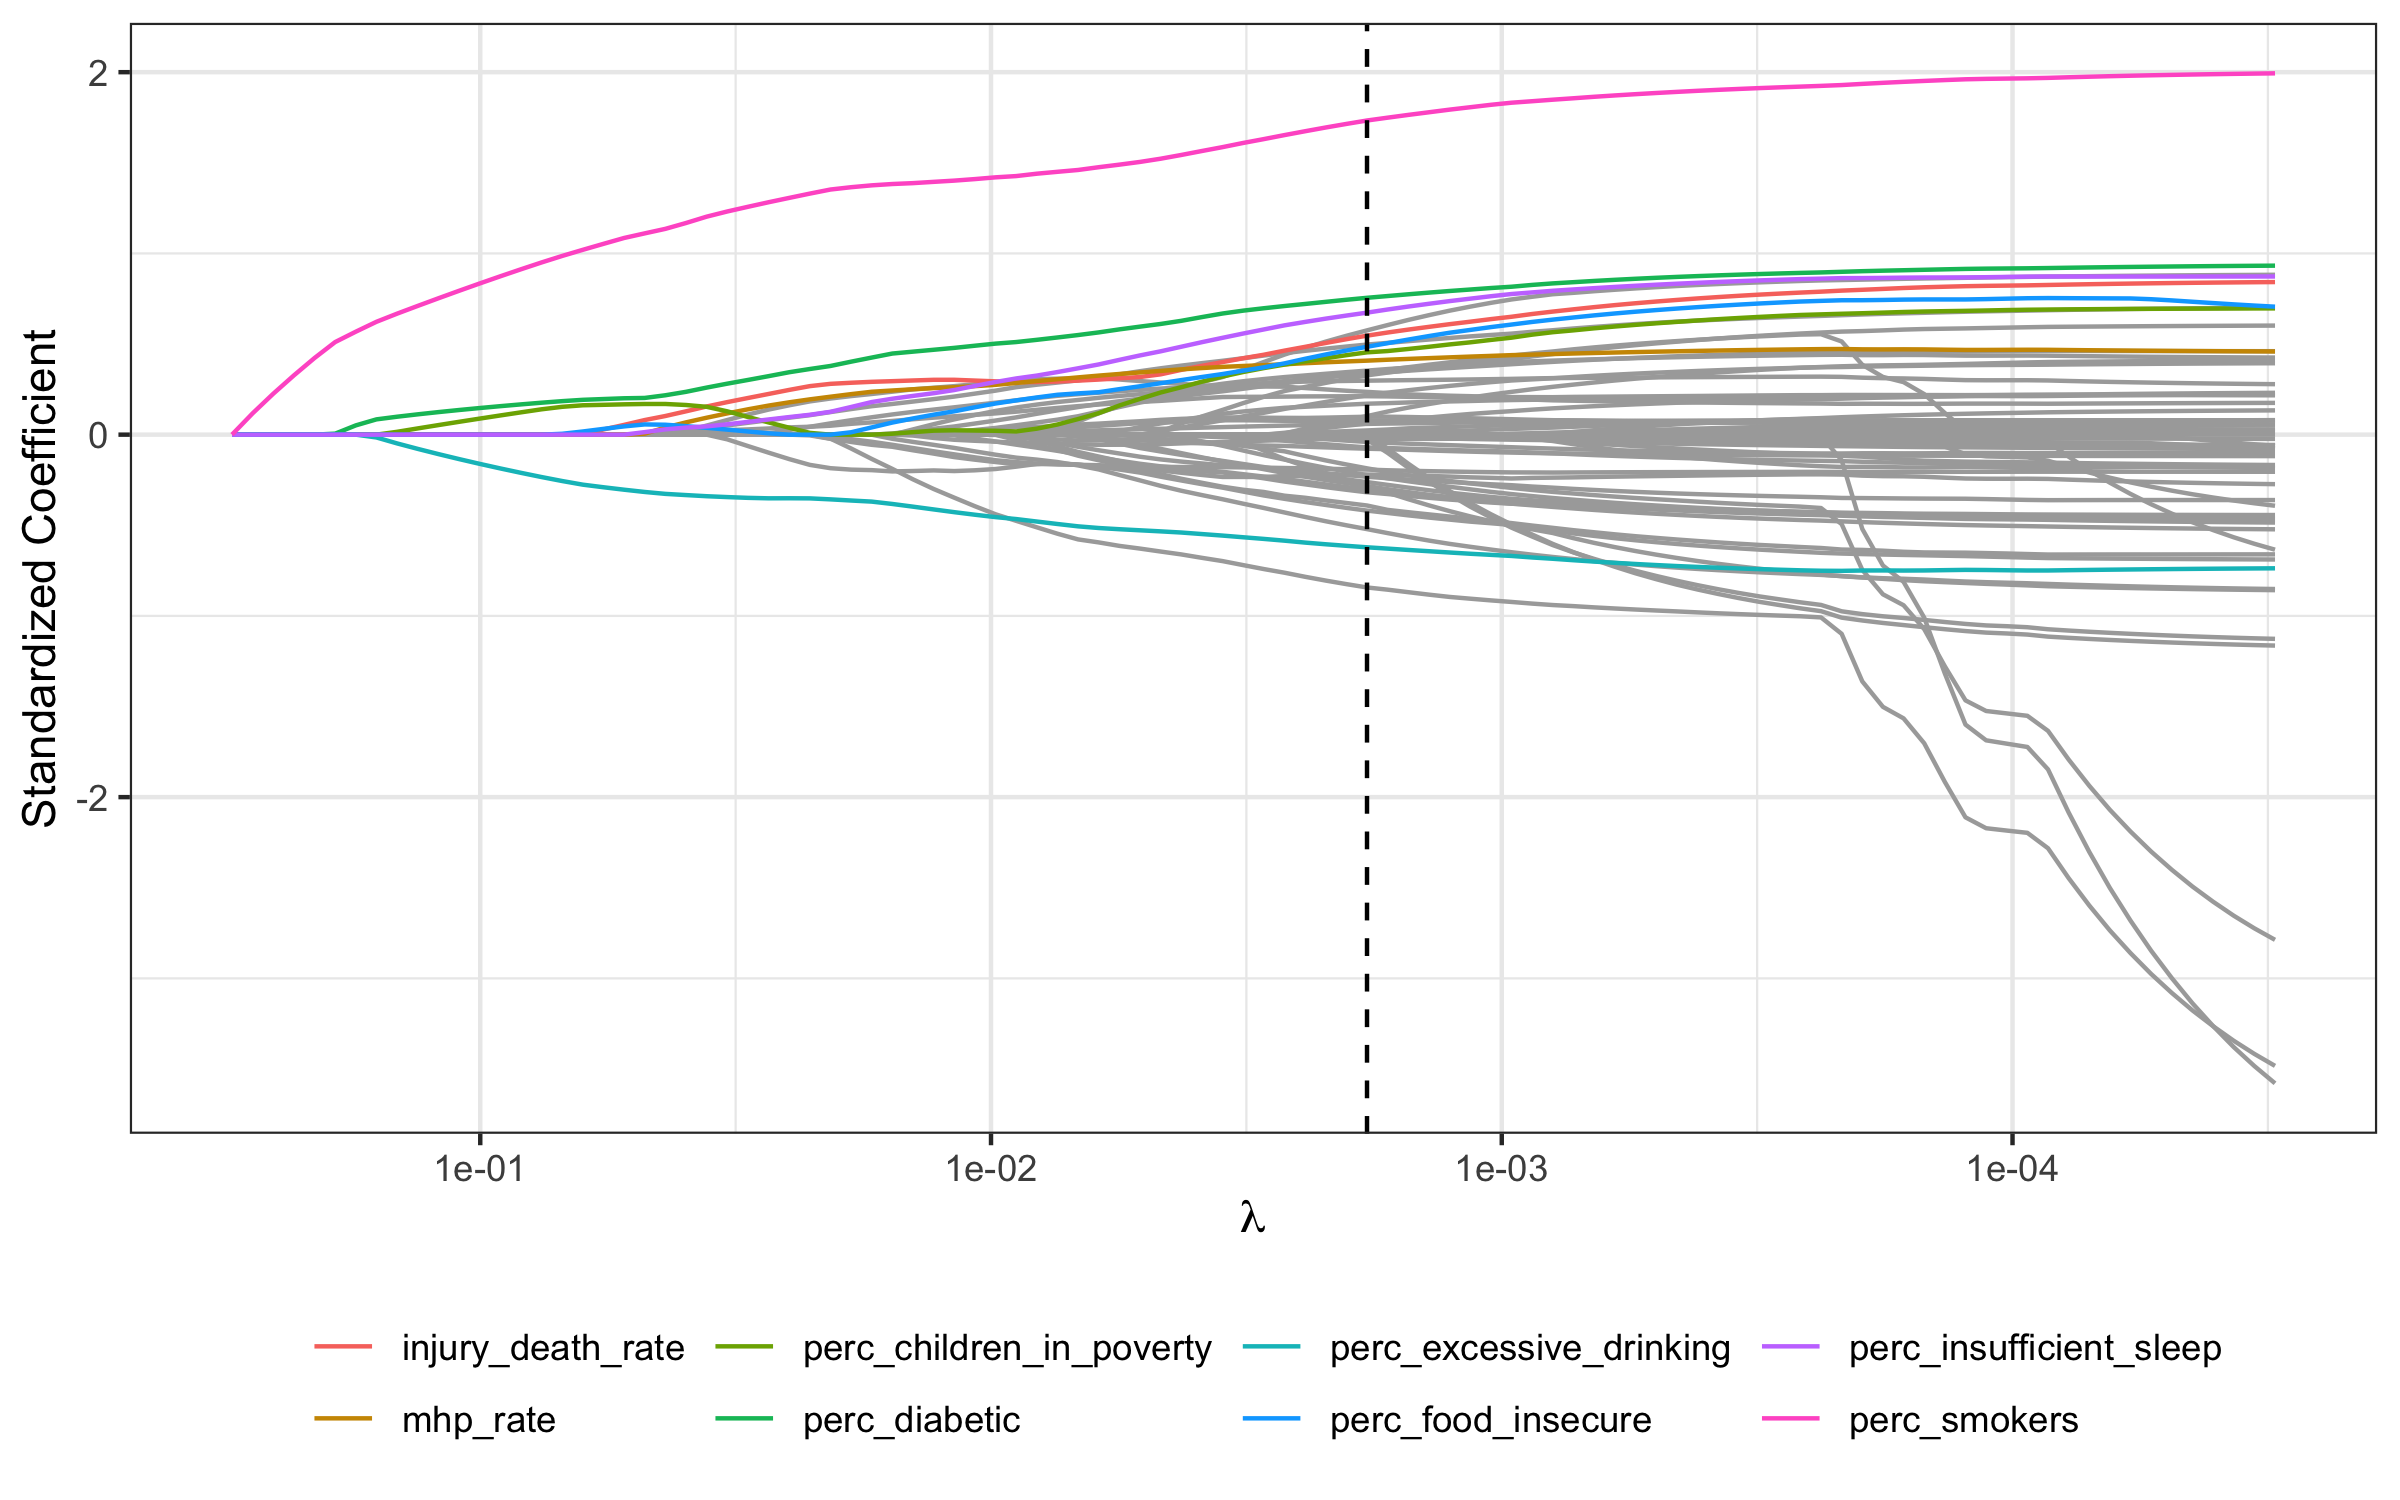 Standardized Coefficient
2
0
-2
1e-01 1e-02 1e-03 1e-04
λ
injury_death_rate perc_children_in_poverty perc_excessive_drinking perc_insufficient_sleep
mhp_rate perc_diabetic perc_food_insecure perc_smokers